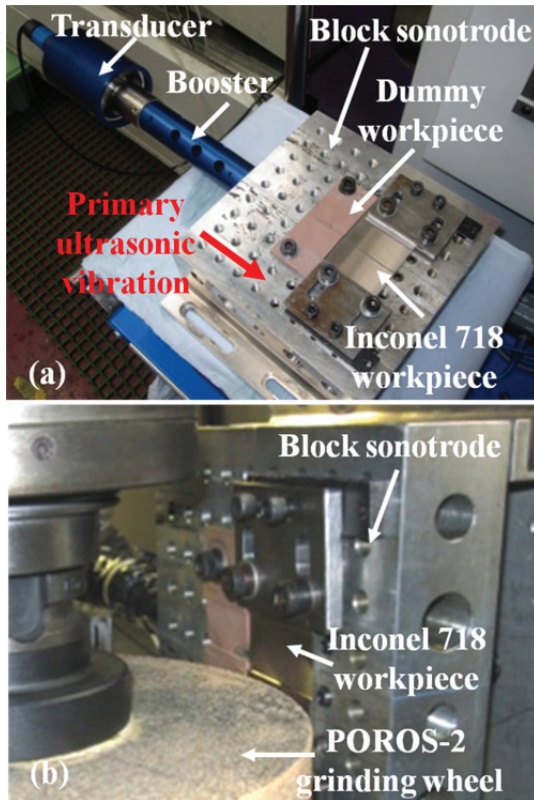 Transducer
Booster
Block sonotrode
Dummy
workpiece
Primary
ultrasonic
vibration
Inconel 718
workpiece
(a)
Block sonotrode
Inconel 718
workpiece
POROS-2
grinding wheel
(b)